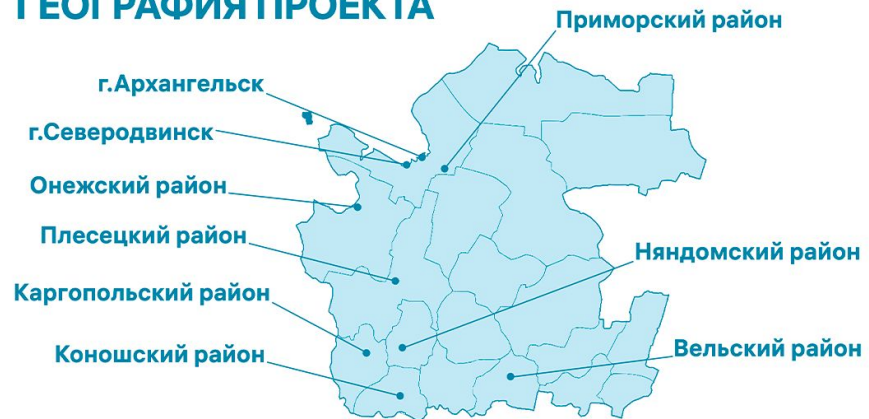 ГЕОГРАФИЯ ПРОЕКТА
Приморский район
г.Архангельск
г.Северодвинск
Онежский район
Плесецкий район
Няндомский район
Каргопольский район
Вельский район
Коношский район